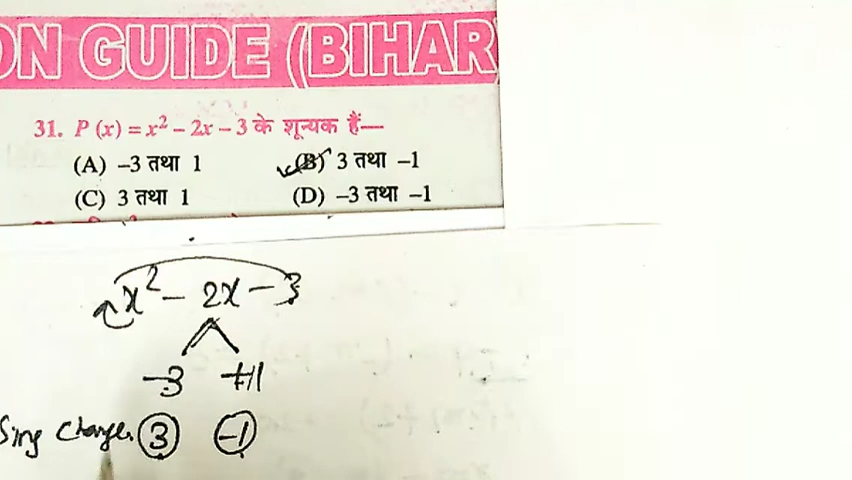 ON GUIDE (BIHAR)
31. P (x) = x² – 2x – 3 के शून्यक हैं—
(A) –3 तथा 1 (B) 3 तथा –1
(C) 3 तथा 1 (D) –3 तथा –1
x² – 2x – 3
–3 +1
Sing change. 3 –1